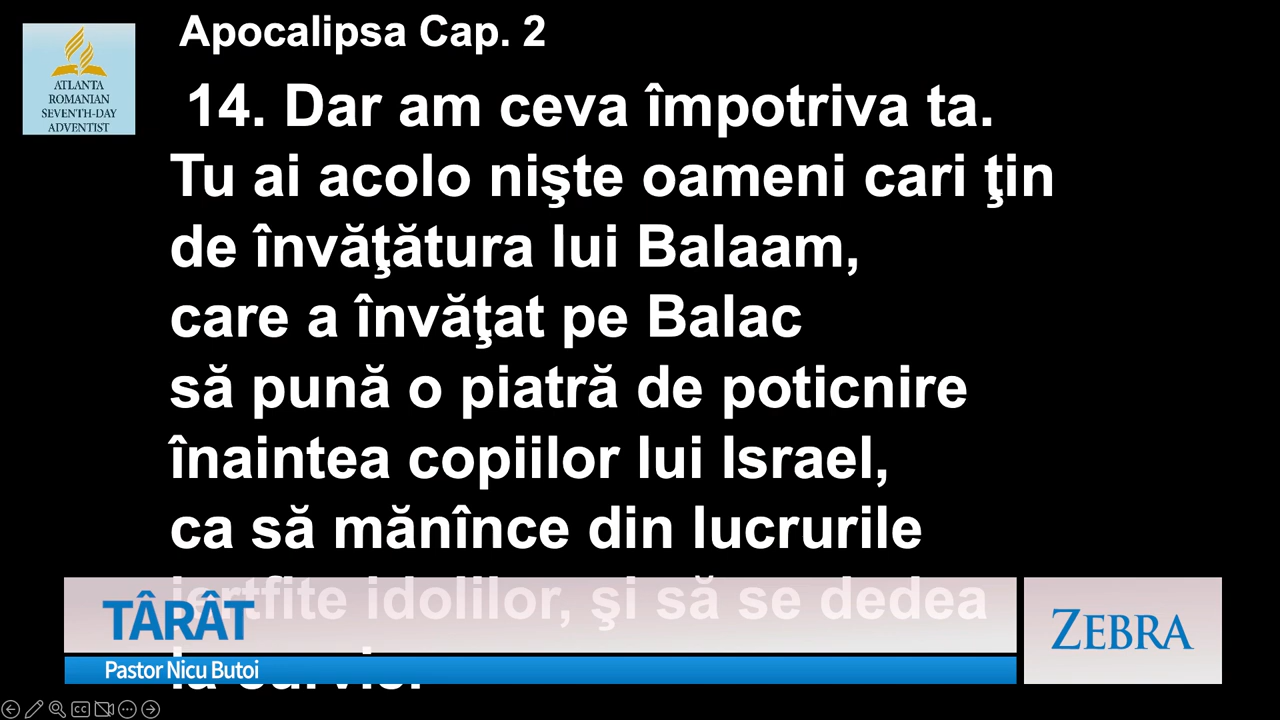 Apocalipsa Cap. 2
ATLANTA
ROMANIAN
SEVENTH-DAY
ADVENTIST
14. Dar am ceva împotriva ta.
Tu ai acolo nişte oameni cari ţin
de învăţătura lui Balaam,
care a învăţat pe Balac
să pună o piatră de poticnire
înaintea copiilor lui Israel,
ca să mănînce din lucrurile
idolilor, şi să se dedea
TÂRÂT
Pastor Nicu Butoi
ZEBRA
CC